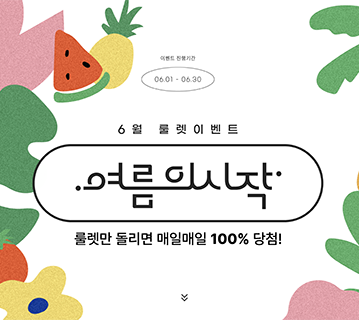 이벤트 진행기간
06.01 - 06.30
6월 룰렛이벤트
여름의시작
룰렛만 돌리면 매일매일 100% 당첨!